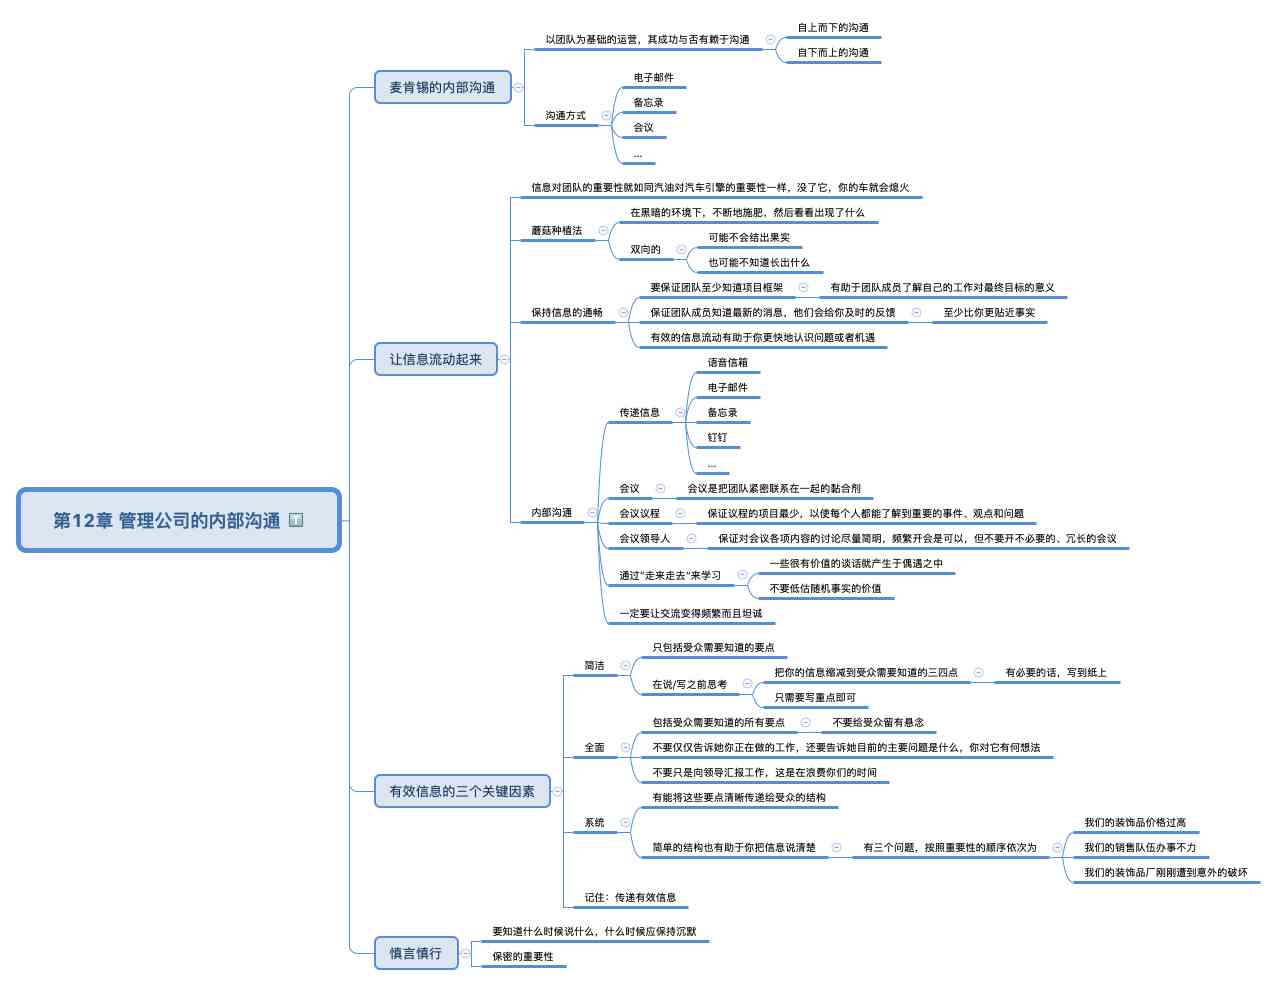 第12章 管理公司的内部沟通
麦肯锡的内部沟通
以团队为基础的运营，其成功与否有赖于沟通
自上而下的沟通
自下而上的沟通
沟通方式
电子邮件
备忘录
会议
...
让信息流动起来
信息对团队的重要性就如同汽油对汽车引擎的重要性一样，没了它，你的车就会熄火
蘑菇种植法
在黑暗的环境下，不断地施肥，然后看看出现了什么
双向的
可能不会结出果实
也可能不知道长出什么
保持信息的通畅
要保证团队至少知道项目框架
有助于团队成员了解自己的工作对最终目标的意义
保证团队成员知道最新的消息，他们会给你及时的反馈
至少比你更贴近事实
有效的信息流动有助于你更快地认识问题或者机遇
内部沟通
传递信息
语音信箱
电子邮件
备忘录
钉钉
...
会议
会议是把团队紧密联系在一起的黏合剂
会议议程
保证议程的项目最少，以使每个人都能了解到重要的事件、观点和问题
会议领导人
保证对会议各项内容的讨论尽量简明，频繁开会是可以，但不要开不必要的、冗长的会议
通过“走来走去”来学习
一些很有价值的谈话就产生于偶遇之中
不要低估随机事实的价值
一定要让交流变得频繁而且坦诚
有效信息的三个关键因素
简洁
只包括受众需要知道的要点
在说/写之前思考
把你的信息缩减到受众需要知道的三四点
有必要的话，写到纸上
只需要写重点即可
全面
包括受众需要知道的所有要点
不要给受众留有悬念
不要仅仅告诉她你正在做的工作，还要告诉她目前的主要问题是什么，你对它有何想法
不要只是向领导汇报工作，这是在浪费你们的时间
系统
有能将这些要点清晰传递给受众的结构
简单的结构也有助于你把信息说清楚
有三个问题，按照重要性的顺序依次为
我们的装饰品价格过高
我们的销售队伍办事不力
我们的装饰品厂刚刚遭到意外的破坏
记住：传递有效信息
慎言慎行
要知道什么时候说什么，什么时候应保持沉默
保密的重要性